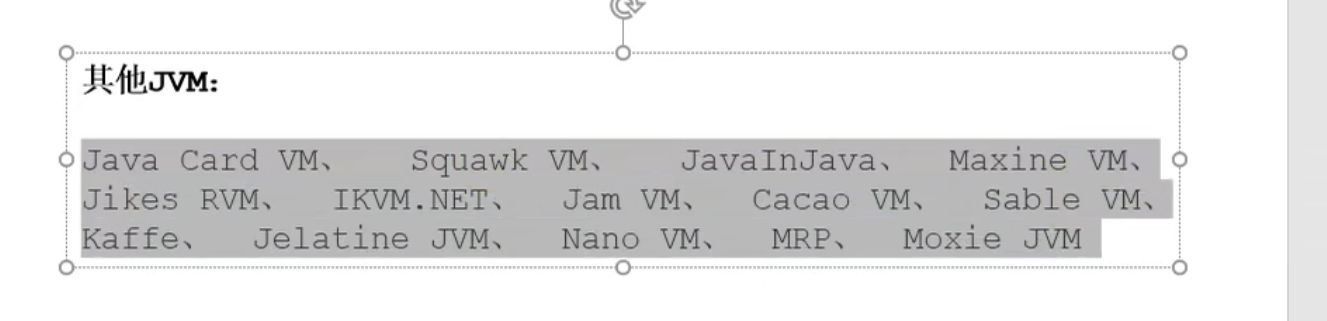 其他JVM:
Java Card VM、 Squawk VM、 JavaInJava、 Maxine VM、
Jikes RVM、 IKVM.NET、 Jam VM、 Cacao VM、 Sable VM、
Kaffe、 Jelatine JVM、 Nano VM、 MRP、 Moxie JVM